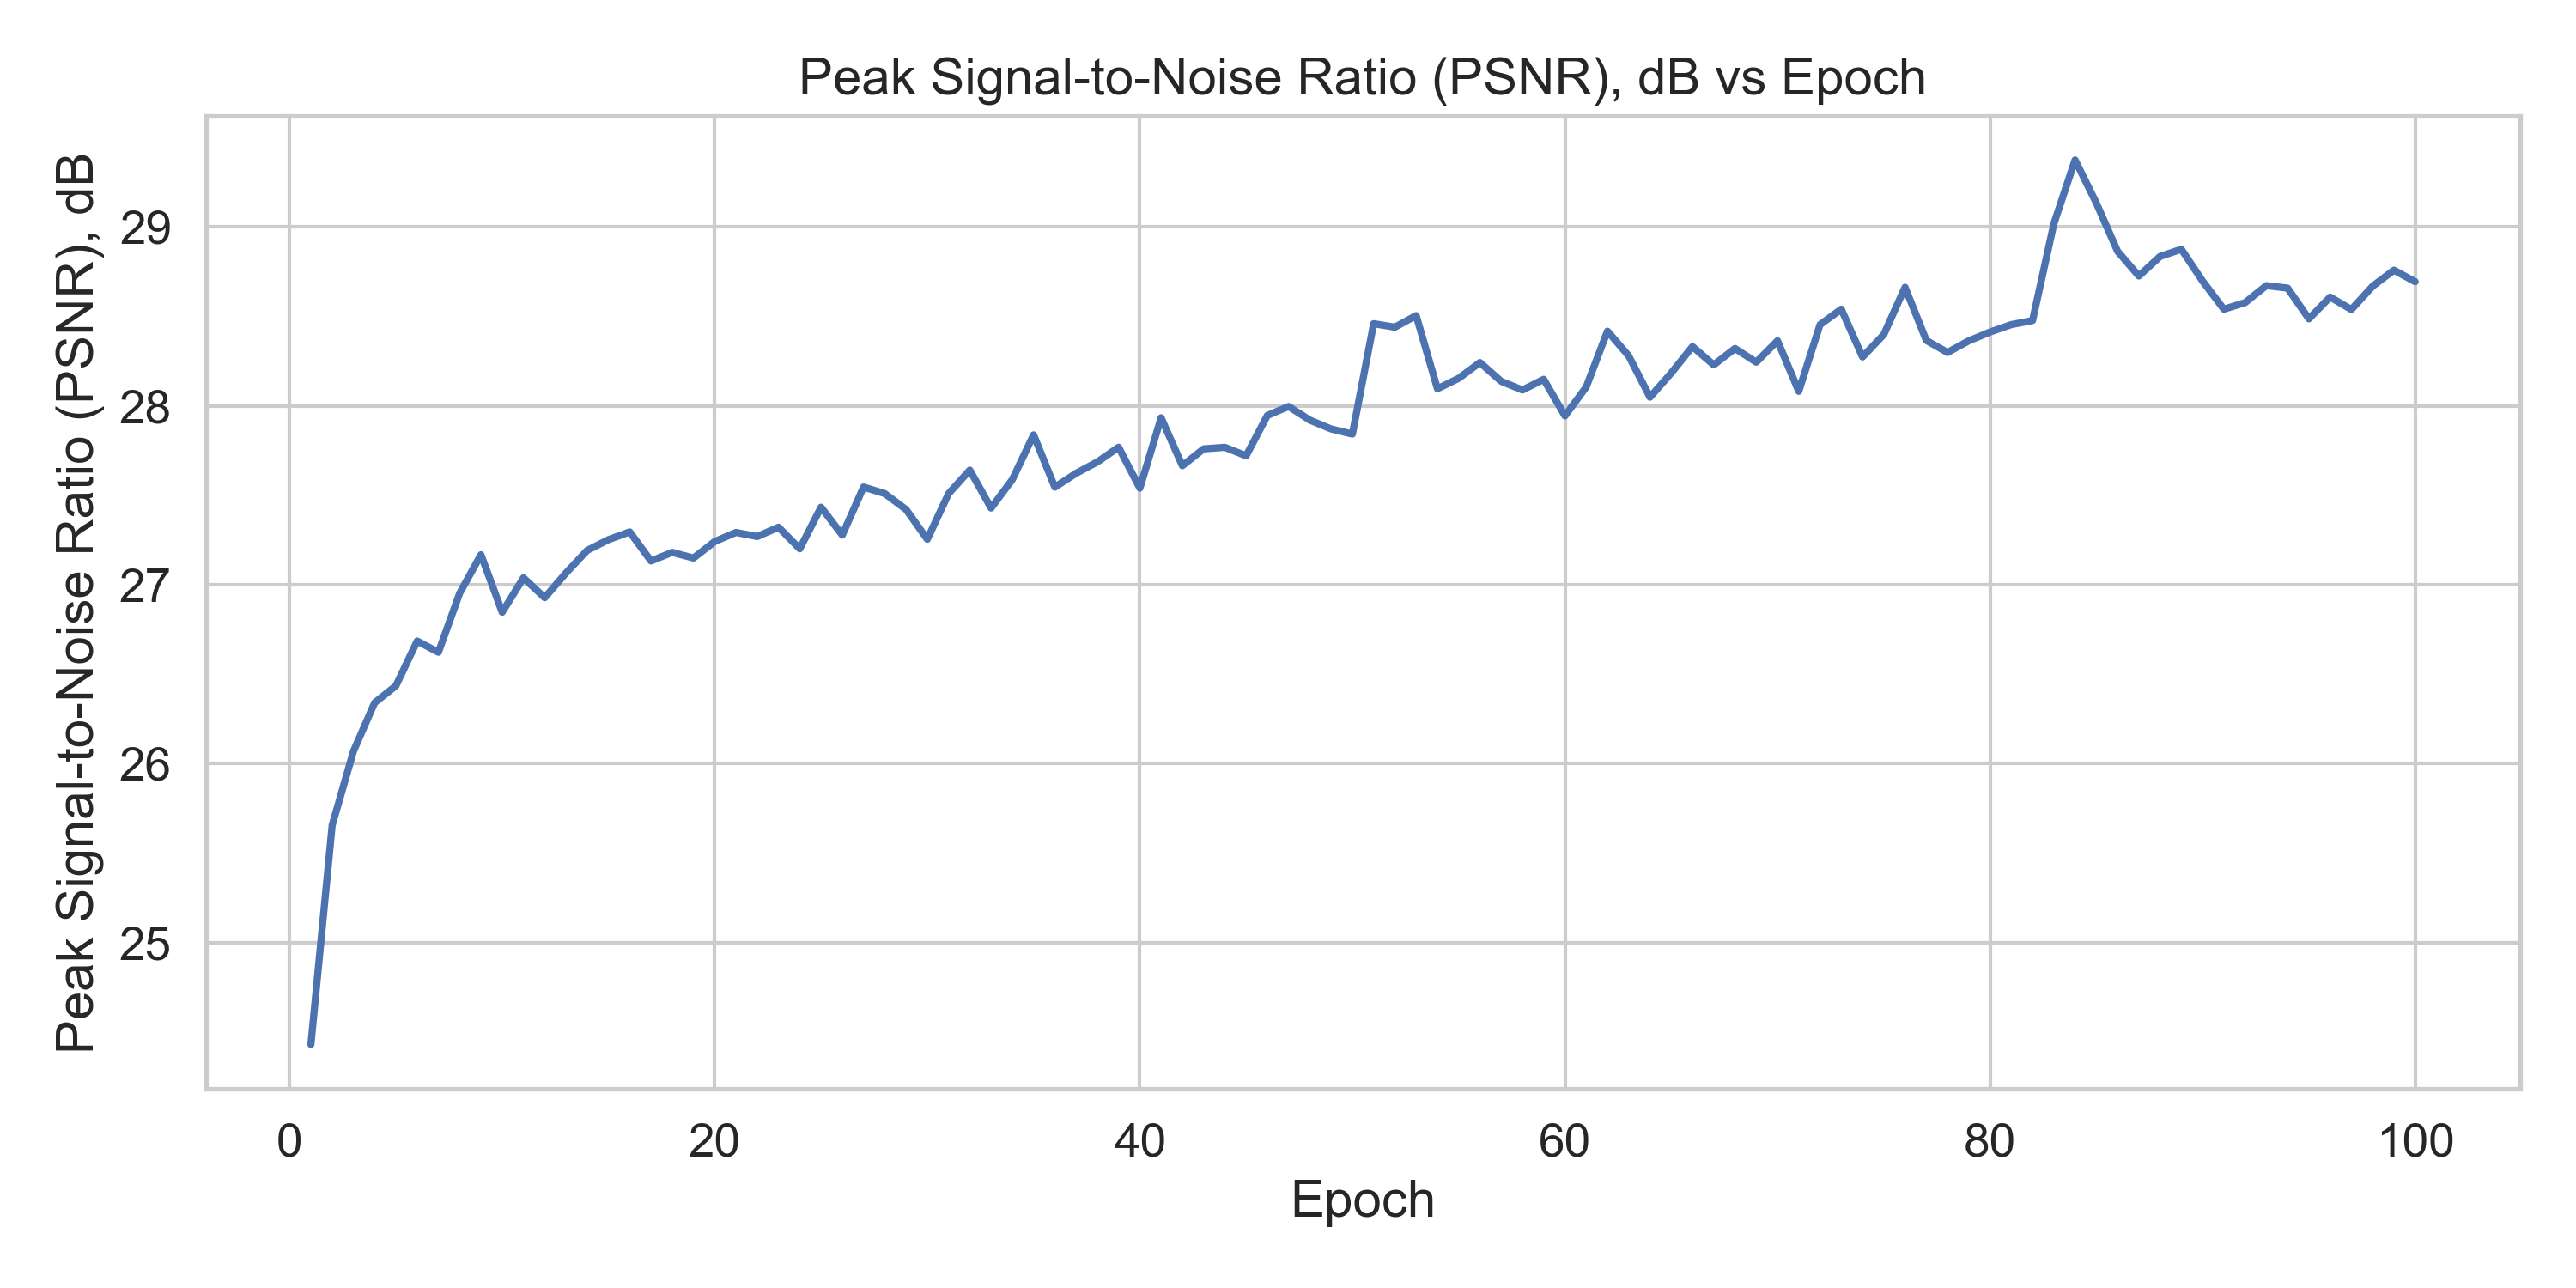 Peak Signal-to-Noise Ratio (PSNR), dB vs Epoch
Peak Signal-to-Noise Ratio (PSNR), dB
29
28
27
26
25
0 20 40 60 80 100
Epoch